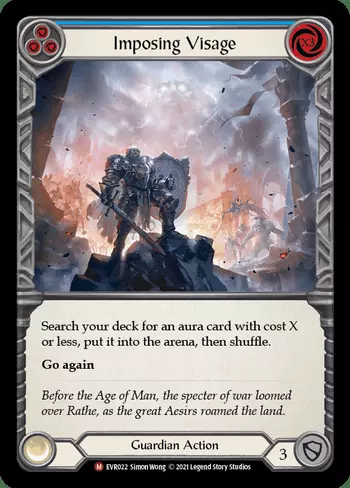 Imposing Visage
X3
Search your deck for an aura card with cost X
or less, put it into the arena, then shuffle.
Go again
Before the Age of Man, the specter of war loomed
over Rathe, as the great Aesirs roamed the land.
Guardian Action
3
M EVR022 Simon Wong © 2021 Legend Story Studios